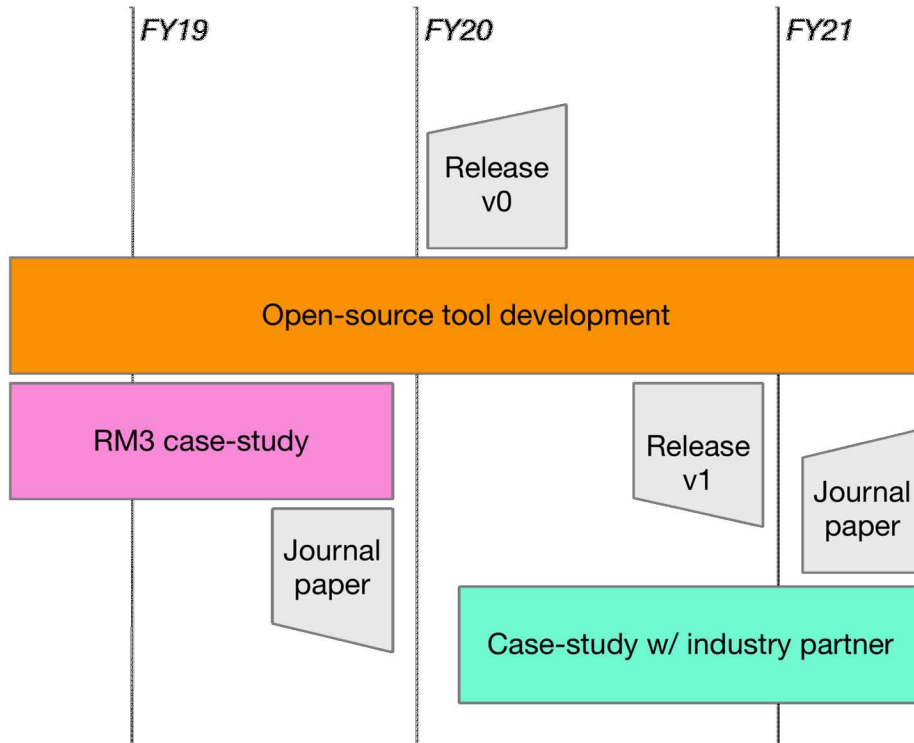 FY19
FY20
FY21
Release
v0
Open-source tool development
RM3 case-study
Release
v1
Journal
paper
Journal
paper
Case-study w/ industry partner